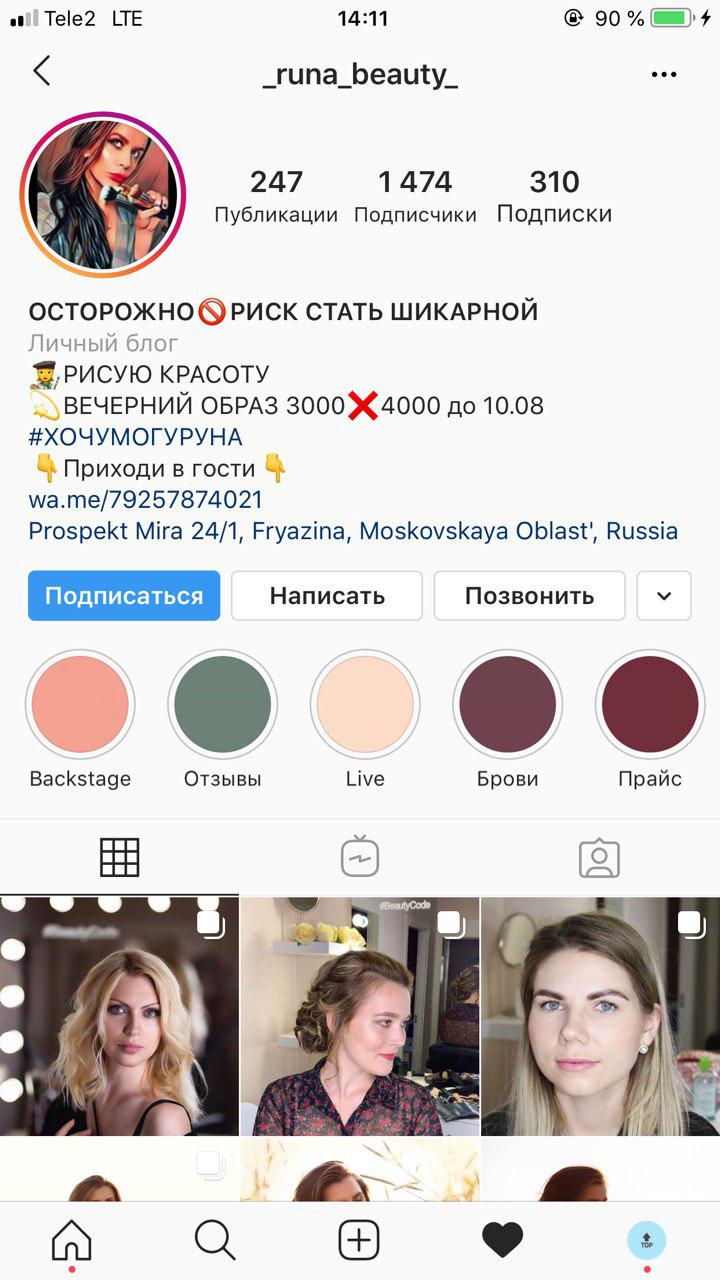 Tele2 LTE 14:11 90 %
_runa_beauty_
247 1 474 310
Публикации Подписчики Подписки
ОСТОРОЖНО🚫РИСК СТАТЬ ШИКАРНОЙ
Личный блог
👩‍🎨РИСУЮ КРАСОТУ
💫ВЕЧЕРНИЙ ОБРАЗ 3000❌4000 до 10.08
#ХОЧУМОГУРУНА
👇Приходи в гости👇
wa.me/79257874021
Prospekt Mira 24/1, Fryazina, Moskovskaya Oblast', Russia
Подписаться Написать Позвонить
Backstage Отзывы Live Брови Прайс
#BeautyCode #BeautyCode
TOP